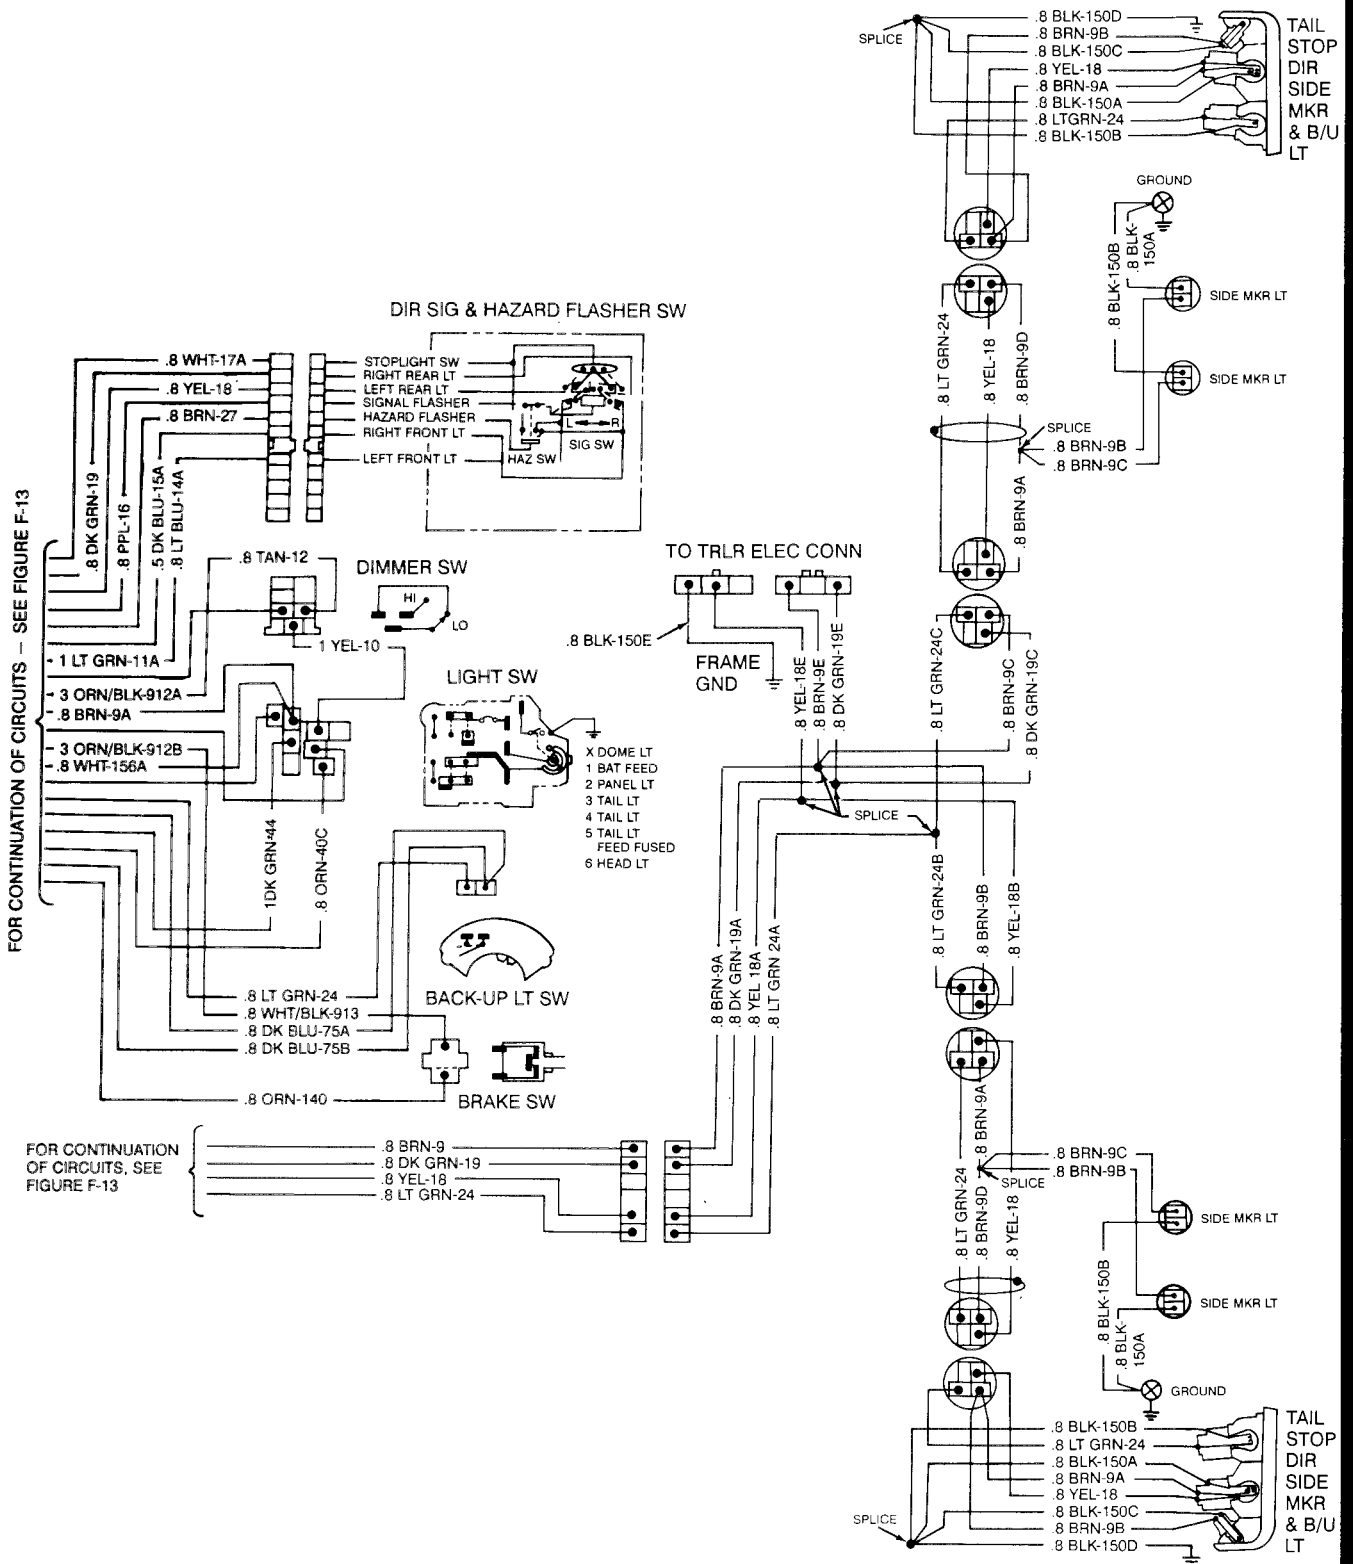 .8 BLK-150D
.8 BRN-9B
.8 BLK-150C
.8 YEL-18
.8 BRN-9A
.8 BLK-150A
.8 LTGRN-24
.8 BLK-150B
SPLICE
TAIL
STOP
DIR
SIDE
MKR
& B/U
LT
GROUND
.8 BLK-150B
.8 BLK-
150A
SIDE MKR LT
SIDE MKR LT
.8 LT GRN-24
.8 YEL-18
.8 BRN-9D
SPLICE
.8 BRN-9B
.8 BRN-9C
.8 BRN-9A
DIR SIG & HAZARD FLASHER SW
.8 WHT-17A
.8 YEL-18
.8 BRN-27
STOPLIGHT SW
RIGHT REAR LT
LEFT REAR LT
SIGNAL FLASHER
HAZARD FLASHER
RIGHT FRONT LT
LEFT FRONT LT
L
R
SIG SW
HAZ SW
.8 DK GRN-19
.8 PPL-16
.5 DK BLU-15A
.8 LT BLU-14A
FOR CONTINUATION OF CIRCUITS – SEE FIGURE F-13
.8 TAN-12
DIMMER SW
HI
LO
1 YEL-10
1 LT GRN-11A
3 ORN/BLK-912A
.8 BRN-9A
3 ORN/BLK-912B
.8 WHT-156A
LIGHT SW
X DOME LT
1 BAT FEED
2 PANEL LT
3 TAIL LT
4 TAIL LT
5 TAIL LT
FEED FUSED
6 HEAD LT
1DK GRN-44
.8 ORN-40C
TO TRLR ELEC CONN
.8 BLK-150E
FRAME
GND
.8 YEL-18E
.8 BRN-9E
.8 DK GRN-19E
.8 LT GRN-24C
.8 BRN-9C
.8 DK GRN-19C
SPLICE
.8 LT GRN-24B
.8 BRN-9B
.8 YEL-18B
.8 BRN-9A
.8 DK GRN-19A
.8 YEL 18A
.8 LT GRN 24A
BACK-UP LT SW
.8 LT GRN-24
.8 WHT/BLK-913
.8 DK BLU-75A
.8 DK BLU-75B
.8 ORN-140
BRAKE SW
FOR CONTINUATION
OF CIRCUITS, SEE
FIGURE F-13
.8 BRN-9
.8 DK GRN-19
.8 YEL-18
.8 LT GRN-24
.8 BRN-9A
.8 BRN-9C
.8 BRN-9B
SPLICE
.8 LT GRN-24
.8 BRN-9D
.8 YEL-18
SIDE MKR LT
SIDE MKR LT
.8 BLK-150B
.8 BLK-
150A
GROUND
.8 BLK-150B
.8 LT GRN-24
.8 BLK-150A
.8 BRN-9A
.8 YEL-18
.8 BLK-150C
.8 BRN-9B
.8 BLK-150D
SPLICE
TAIL
STOP
DIR
SIDE
MKR
& B/U
LT